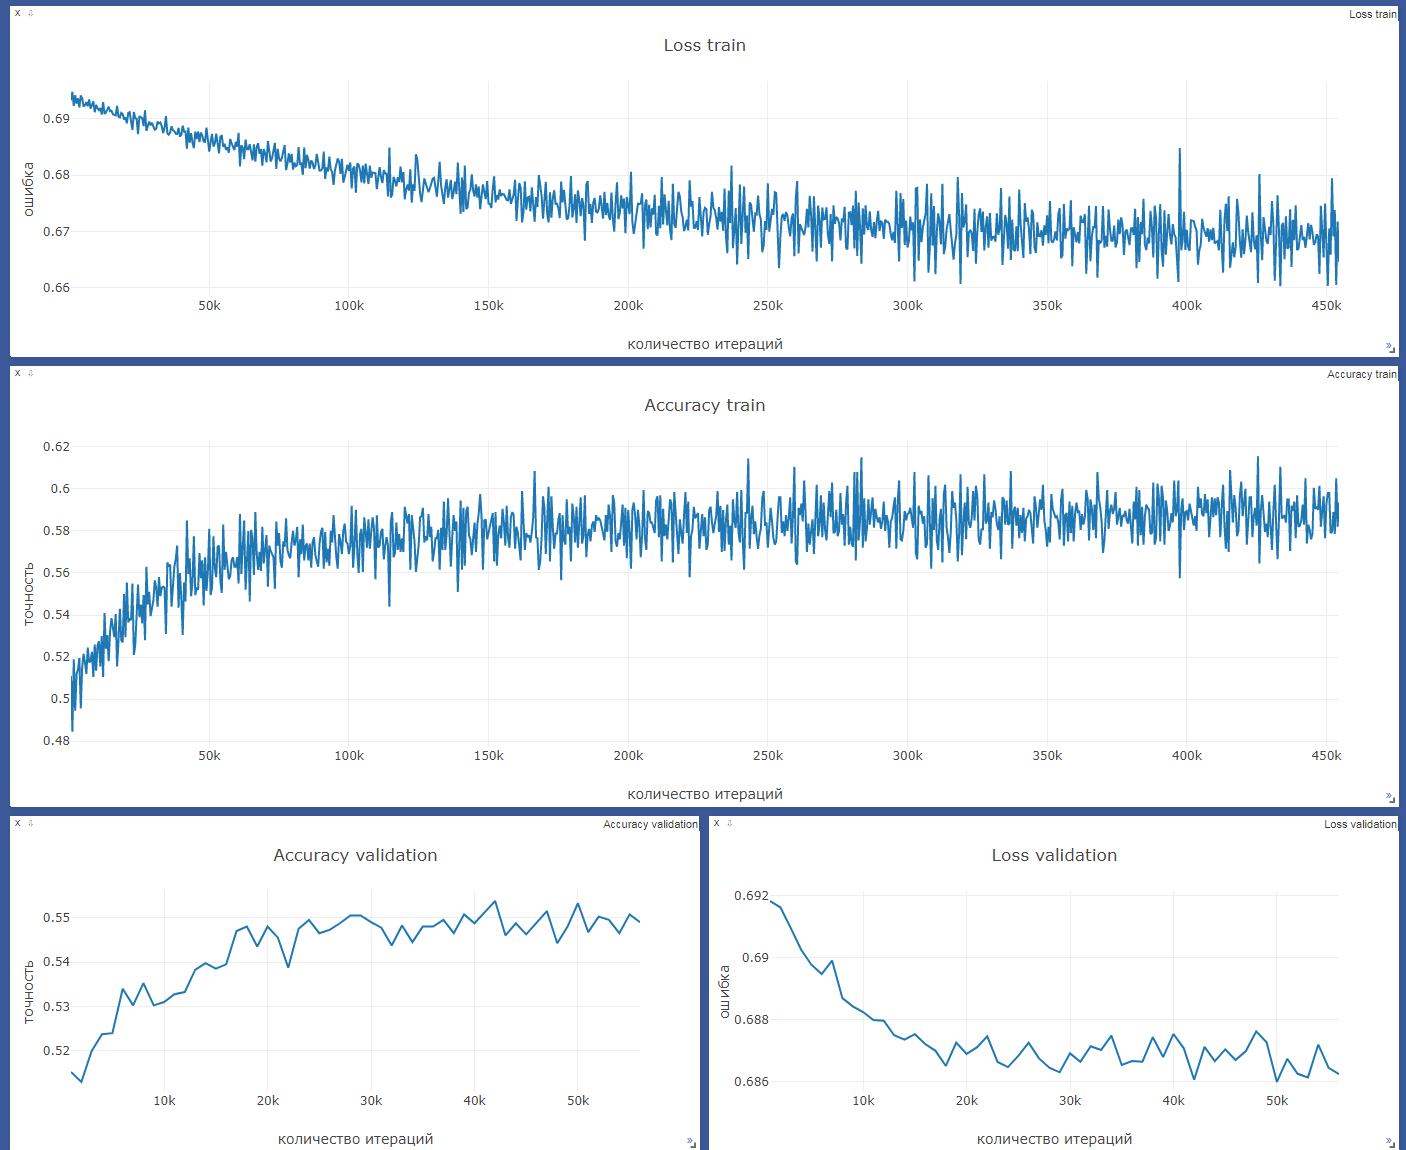 X ⇩ Loss train
Loss train
ошибка
0.69
0.68
0.67
0.66
50k 100k 150k 200k 250k 300k 350k 400k 450k
количество итераций
»
X ⇩ Accuracy train
Accuracy train
точность
0.62
0.6
0.58
0.56
0.54
0.52
0.5
0.48
50k 100k 150k 200k 250k 300k 350k 400k 450k
количество итераций
»
X ⇩ Accuracy validation
Accuracy validation
точность
0.55
0.54
0.53
0.52
10k 20k 30k 40k 50k
количество итераций
»
X ⇩ Loss validation
Loss validation
ошибка
0.692
0.69
0.688
0.686
10k 20k 30k 40k 50k
количество итераций
»